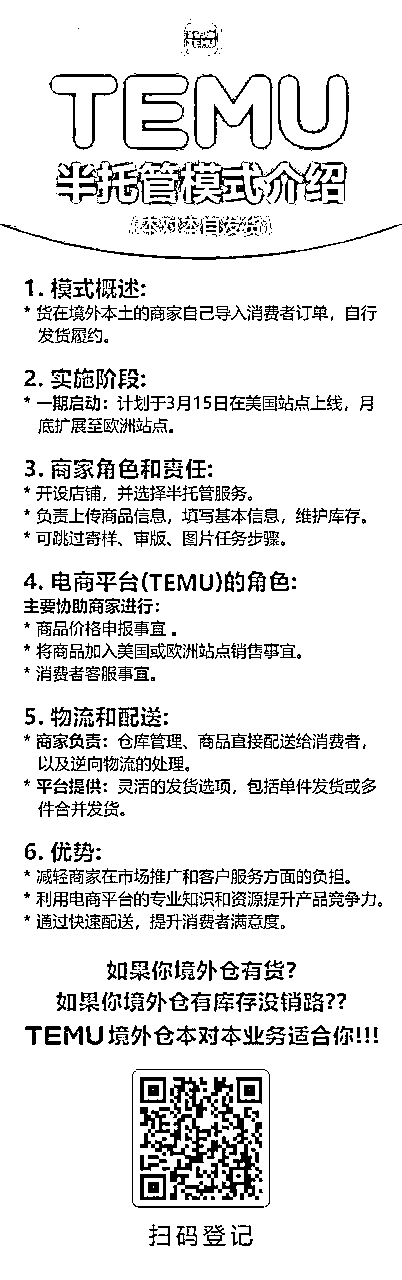 TEMU
半托管模式介绍
(本对本自发货)
1. 模式概述:
* 货在境外本土的商家自己导入消费者订单，自行
发货履约。
2. 实施阶段:
* 一期启动：计划于3月15日在美国站点上线，月
底扩展至欧洲站点。
3. 商家角色和责任:
* 开设店铺，并选择半托管服务。
* 负责上传商品信息，填写基本信息，维护库存。
* 可跳过寄样、审版、图片任务步骤。
4. 电商平台(TEMU)的角色:
主要协助商家进行：
* 商品价格申报事宜 。
* 将商品加入美国或欧洲站点销售事宜。
* 消费者客服事宜。
5. 物流和配送:
* 商家负责：仓库管理、商品直接配送给消费者，
以及逆向物流的处理。
* 平台提供：灵活的发货选项，包括单件发货或多
件合并发货。
6. 优势:
* 减轻商家在市场推广和客户服务方面的负担。
* 利用电商平台的专业知识和资源提升产品竞争力。
* 通过快速配送，提升消费者满意度。
如果你境外仓有货?
如果你境外仓有库存没销路??
TEMU 境外仓本对本业务适合你!!!
扫码登记